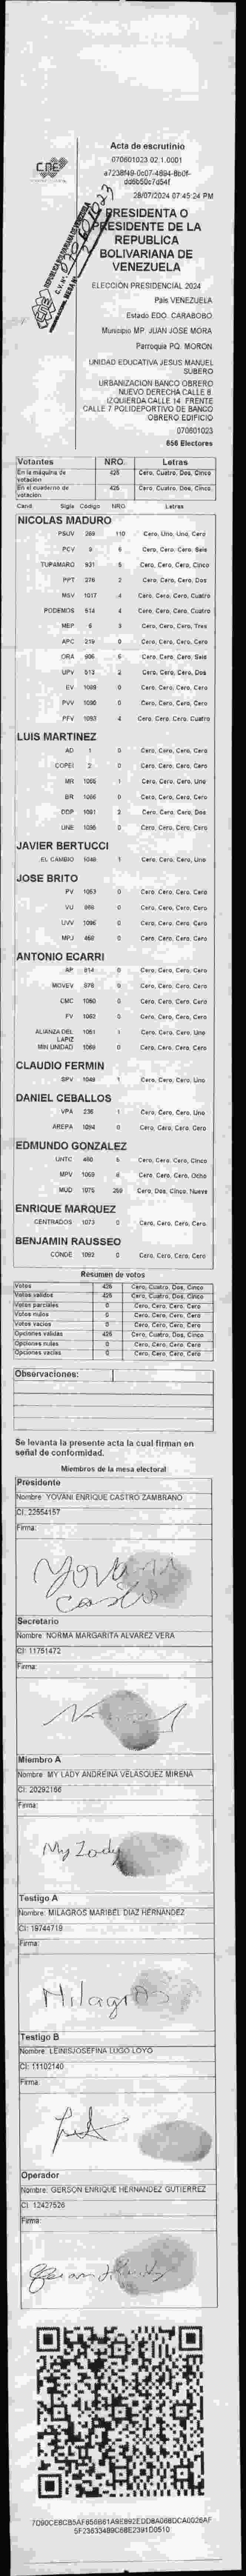 CNE
Acta de escrutinio
070601023.02.1.0001
28/07/2024 07:45:24 PM
PRESIDENTA O
PRESIDENTE DE LA
REPUBLICA
BOLIVARIANA DE
VENEZUELA
ELECCIÓN PRESIDENCIAL 2024
País VENEZUELA
Estado EDO. CARABOBO
Municipio MP. JUAN JOSE MORA
Parroquia PQ. MORON
UNIDAD EDUCATIVA JESUS MANUEL
SUBERO
URBANIZACION BANCO OBRERO
NUEVO DERECHA CALLE 8
IZQUIERDA CALLE 14. FRENTE
CALLE 7 POLIDEPORTIVO DE BANCO
OBRERO EDIFICIO
070601023
656 Electores
Votantes NRO. Letras
En la máquina de votación 425 Cero, Cuatro, Dos, Cinco
En el cuaderno de votación 425 Cero, Cuatro, Dos, Cinco
Cand Sigla Código NRO. Letras
NICOLAS MADURO
PSUV 269 110 Cero, Uno, Uno, Cero
PCV 9 6 Cero, Cero, Cero, Seis
TUPAMARO 931 5 Cero, Cero, Cero, Cinco
PPT 376 2 Cero, Cero, Cero, Dos
MSV 1017 4 Cero, Cero, Cero, Cuatro
PODEMOS 514 4 Cero, Cero, Cero, Cuatro
MEP 5 3 Cero, Cero, Cero, Tres
APC 219 0 Cero, Cero, Cero, Cero
ORA 906 6 Cero, Cero, Cero, Seis
UPV 513 2 Cero, Cero, Cero, Dos
EV 1089 0 Cero, Cero, Cero, Cero
PVV 1090 0 Cero, Cero, Cero, Cero
PFV 1093 4 Cero, Cero, Cero, Cuatro
LUIS MARTINEZ
AD 1 0 Cero, Cero, Cero, Cero
COPEI 2 0 Cero, Cero, Cero, Cero
MR 1055 1 Cero, Cero, Cero, Uno
BR 1066 0 Cero, Cero, Cero, Cero
DDP 1081 2 Cero, Cero, Cero, Dos
UNE 1095 0 Cero, Cero, Cero, Cero
JAVIER BERTUCCI
EL CAMBIO 1048 1 Cero, Cero, Cero, Uno
JOSE BRITO
PV 1053 0 Cero, Cero, Cero, Cero
VU 986 0 Cero, Cero, Cero, Cero
UVV 1096 0 Cero, Cero, Cero, Cero
MPJ 468 0 Cero, Cero, Cero, Cero
ANTONIO ECARRI
AP 814 0 Cero, Cero, Cero, Cero
MOVEV 978 0 Cero, Cero, Cero, Cero
CMC 1060 0 Cero, Cero, Cero, Cero
FV 1062 0 Cero, Cero, Cero, Cero
ALIANZA DEL LAPIZ 1051 1 Cero, Cero, Cero, Uno
MIN UNIDAD 1069 0 Cero, Cero, Cero, Cero
CLAUDIO FERMIN
SPV 1049 1 Cero, Cero, Cero, Uno
DANIEL CEBALLOS
VPA 236 1 Cero, Cero, Cero, Uno
AREPA 1094 0 Cero, Cero, Cero, Cero
EDMUNDO GONZALEZ
UNTC 460 5 Cero, Cero, Cero, Cinco
MPV 1069 8 Cero, Cero, Cero, Ocho
MUD 1075 259 Cero, Dos, Cinco, Nueve
ENRIQUE MARQUEZ
CENTRADOS 1073 0 Cero, Cero, Cero, Cero
BENJAMIN RAUSSEO
CONDE 1092 0 Cero, Cero, Cero, Cero
Resumen de votos
Votos 425 Cero, Cuatro, Dos, Cinco
Votos validos 425 Cero, Cuatro, Dos, Cinco
Votos parciales 0 Cero, Cero, Cero, Cero
Votos nulos 0 Cero, Cero, Cero, Cero
Votos vacios 0 Cero, Cero, Cero, Cero
Opciones validas 425 Cero, Cuatro, Dos, Cinco
Opciones nulas 0 Cero, Cero, Cero, Cero
Opciones vacias 0 Cero, Cero, Cero, Cero
Observaciones:
Se levanta la presente acta la cual firman en
señal de conformidad.
Miembros de la mesa electoral
Presidente
Nombre: YOVANI ENRIQUE CASTRO ZAMBRANO
CI: 22554157
Firma:
Yovani
Castro
Secretario
Nombre: NORMA MARGARITA ALVAREZ VERA
CI: 11751472
Firma:
Miembro A
Nombre: MY LADY ANDREINA VELASQUEZ MIRENA
CI: 20292166
Firma:
My Lady
Testigo A
Nombre: MILAGROS MARIBEL DIAZ HERNANDEZ
CI: 19744719
Firma:
Milagros
Testigo B
Nombre: LEINISJOSEFINA LUGO LOYO
CI: 11102140
Firma:
Operador
Nombre: GERSON ENRIQUE HERNANDEZ GUTIERREZ
CI: 12427526
Firma: